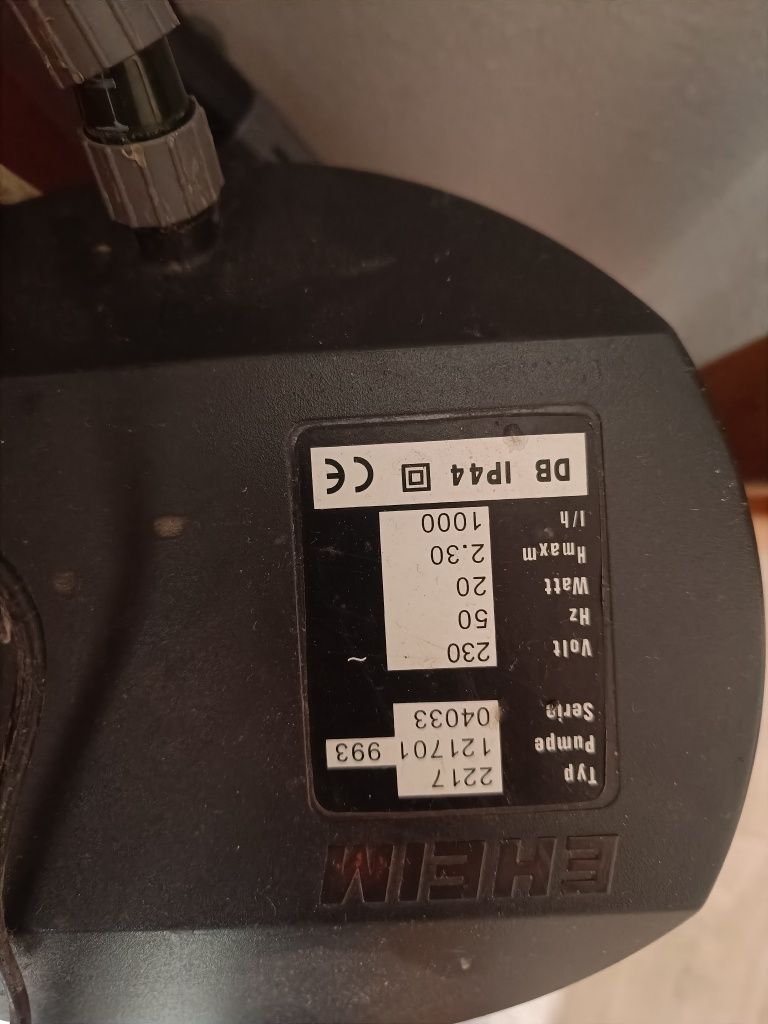 EHEIM
Typ 2217
Pumpe 121701 993
Serie 04033
Volt 230 ~
Hz 50
Watt 20
Hmaxm 2.30
l/h 1000
DB IP44 CE